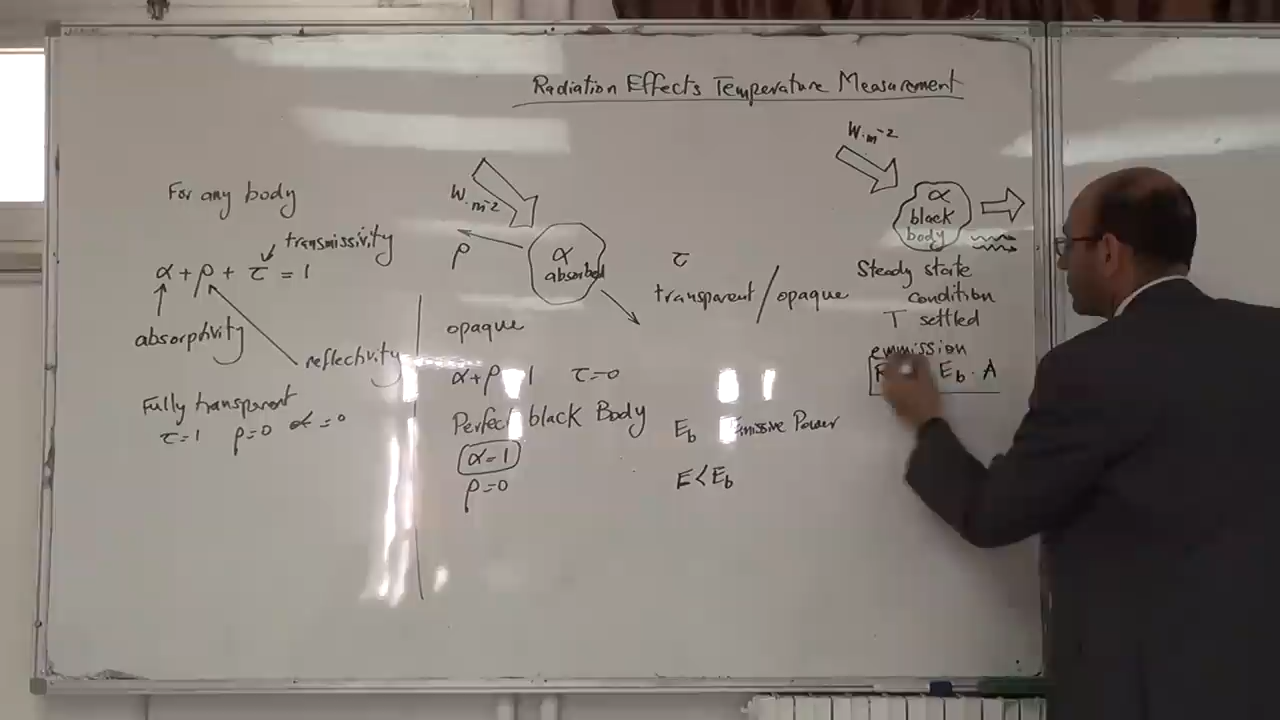 Radiation Effects Temperature Measurement
For any body
transmissivity
α + ρ + τ = 1
absorptivity
reflectivity
Fully transparent
τ=1 ρ=0 α=0
W.m-2
ρ
α
absorbed
τ
transparent / opaque
opaque
α+ρ 1 τ=0
Perfect black Body
α=1
ρ=0
Eb Emissive Power
E<Eb
W.m-2
α
black
body
Steady state
condition
T settled
emmission
Eb . A